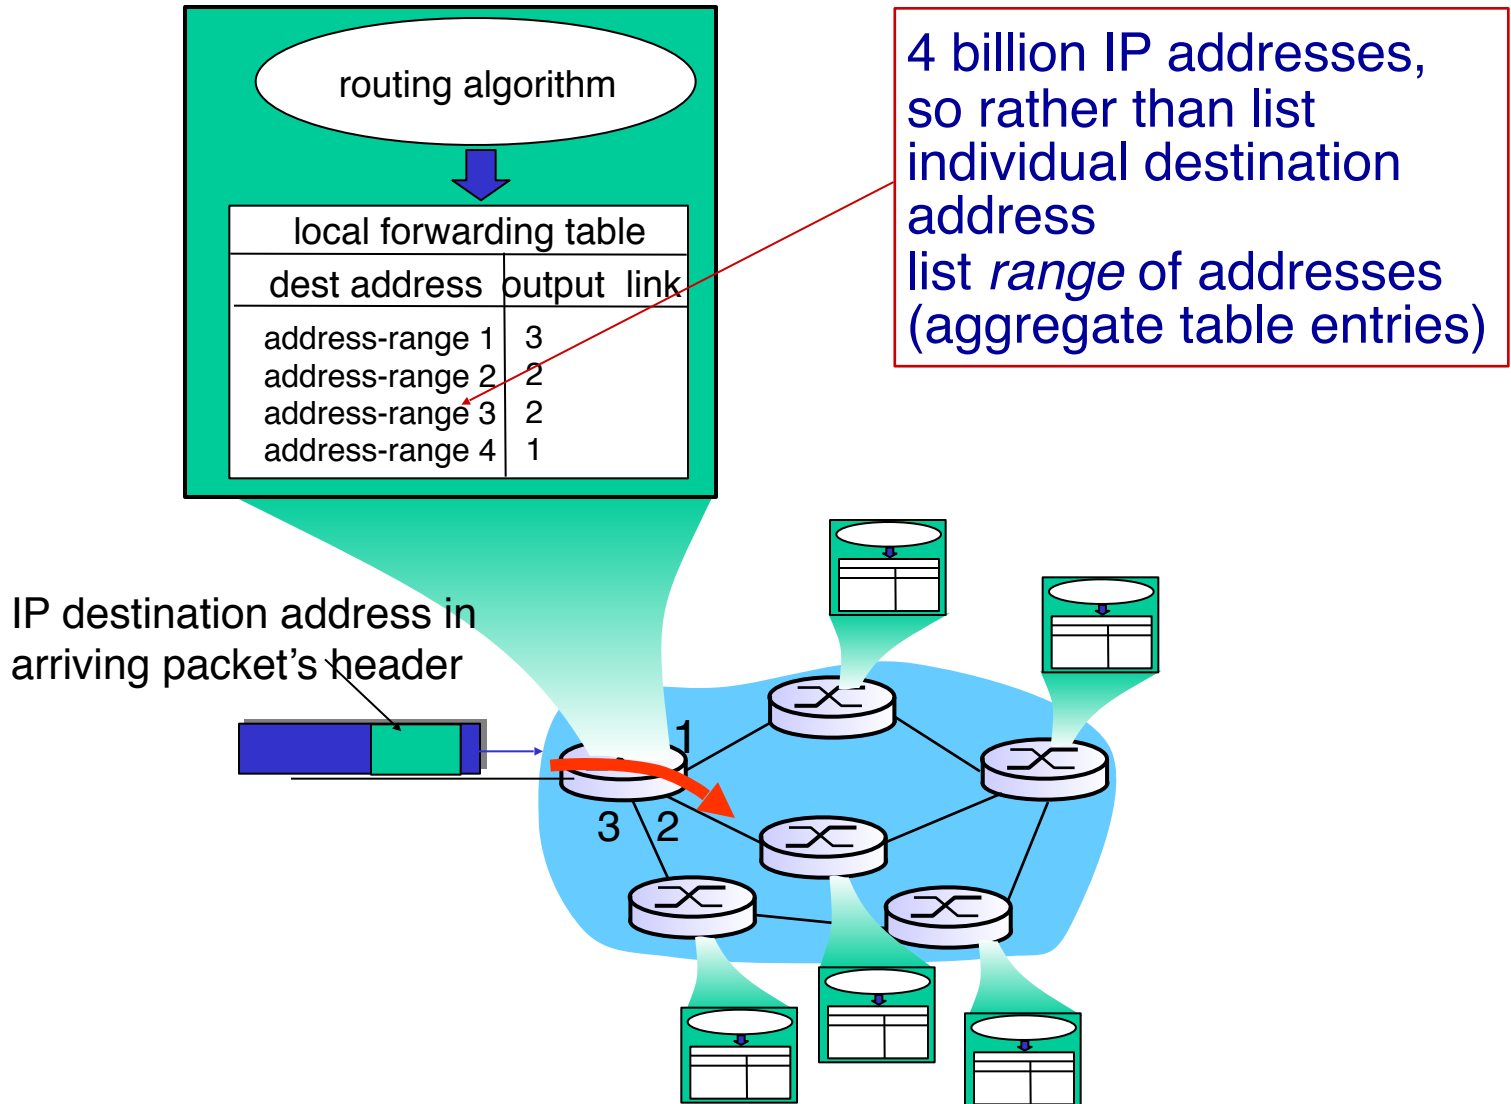 routing algorithm
local forwarding table
dest address output link
address-range 1 3
address-range 2 2
address-range 3 2
address-range 4 1
4 billion IP addresses,
so rather than list
individual destination
address
list range of addresses
(aggregate table entries)
IP destination address in
arriving packet's header
1
3 2